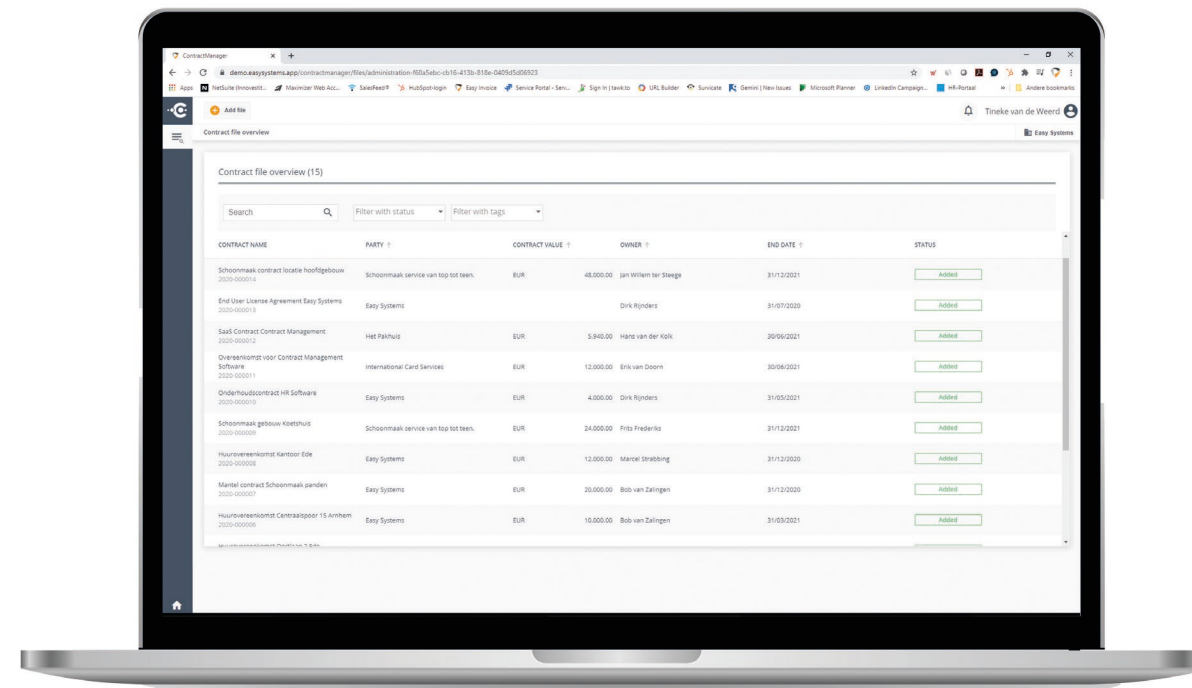 ContractManager
demo.easysystems.app/contractmanager/files/administration-f68a5ebc-cb16-413b-818e-0409d5d06923
Apps NetSuite (Innovestit... Maximizer Web Acc... SalesFeed® HubSpot-login Easy Invoice Service Portal - Serv... Sign In | tawk.to URL Builder Survicate Gemini | New Issues Microsoft Planner LinkedIn Campaign... HR-Portaal » Andere bookmarks
Add file Tineke van de Weerd
Contract file overview Easy Systems
Contract file overview (15)
Search Filter with status Filter with tags
CONTRACT NAME PARTY CONTRACT VALUE OWNER END DATE STATUS
Schoonmaak contract locatie hoofdgebouw
2020-000014
Schoonmaak service van top tot teen. EUR 48.000.00 Jan Willem ter Steege 31/12/2021 Added
End User License Agreement Easy Systems
2020-000013
Easy Systems Dirk Rijnders 31/07/2020 Added
SaaS Contract Contract Management
2020-000012
Het Pakhuis EUR 5.940.00 Hans van der Kolk 30/06/2021 Added
Overeenkomst voor Contract Management
Software
2020-000011
International Card Services EUR 12.000.00 Erik van Doorn 30/06/2021 Added
Onderhoudscontract HR Software
2020-000010
Easy Systems EUR 4.000.00 Dirk Rijnders 31/05/2021 Added
Schoonmaak gebouw Koetshuis
2020-000009
Schoonmaak service van top tot teen. EUR 24.000.00 Frits Frederiks 31/12/2021 Added
Huurovereenkomst Kantoor Ede
2020-000008
Easy Systems EUR 12.000.00 Marcel Strabbing 31/12/2020 Added
Mantel contract Schoonmaak panden
2020-000007
Easy Systems EUR 20.000.00 Bob van Zalingen 31/12/2020 Added
Huurovereenkomst Centraalspoor 15 Arnhem
2020-000006
Easy Systems EUR 10.000.00 Bob van Zalingen 31/03/2021 Added